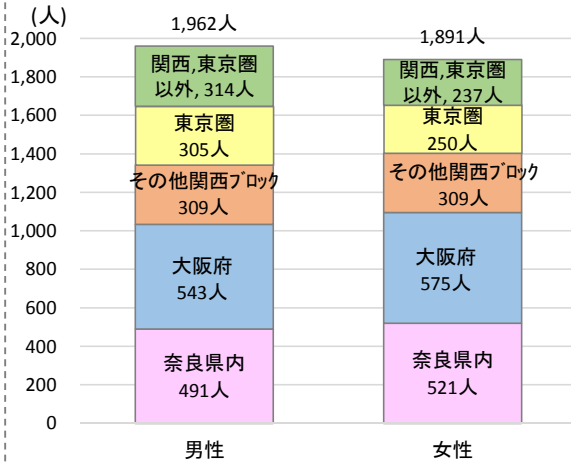 (人)
1,962人
1,891人
2,000
1,800
1,600
1,400
1,200
1,000
800
600
400
200
0
関西,東京圏
以外, 314人
東京圏
305人
その他関西ブロック
309人
大阪府
543人
奈良県内
491人
関西,東京圏
以外, 237人
東京圏
250人
その他関西ブロック
309人
大阪府
575人
奈良県内
521人
男性
女性